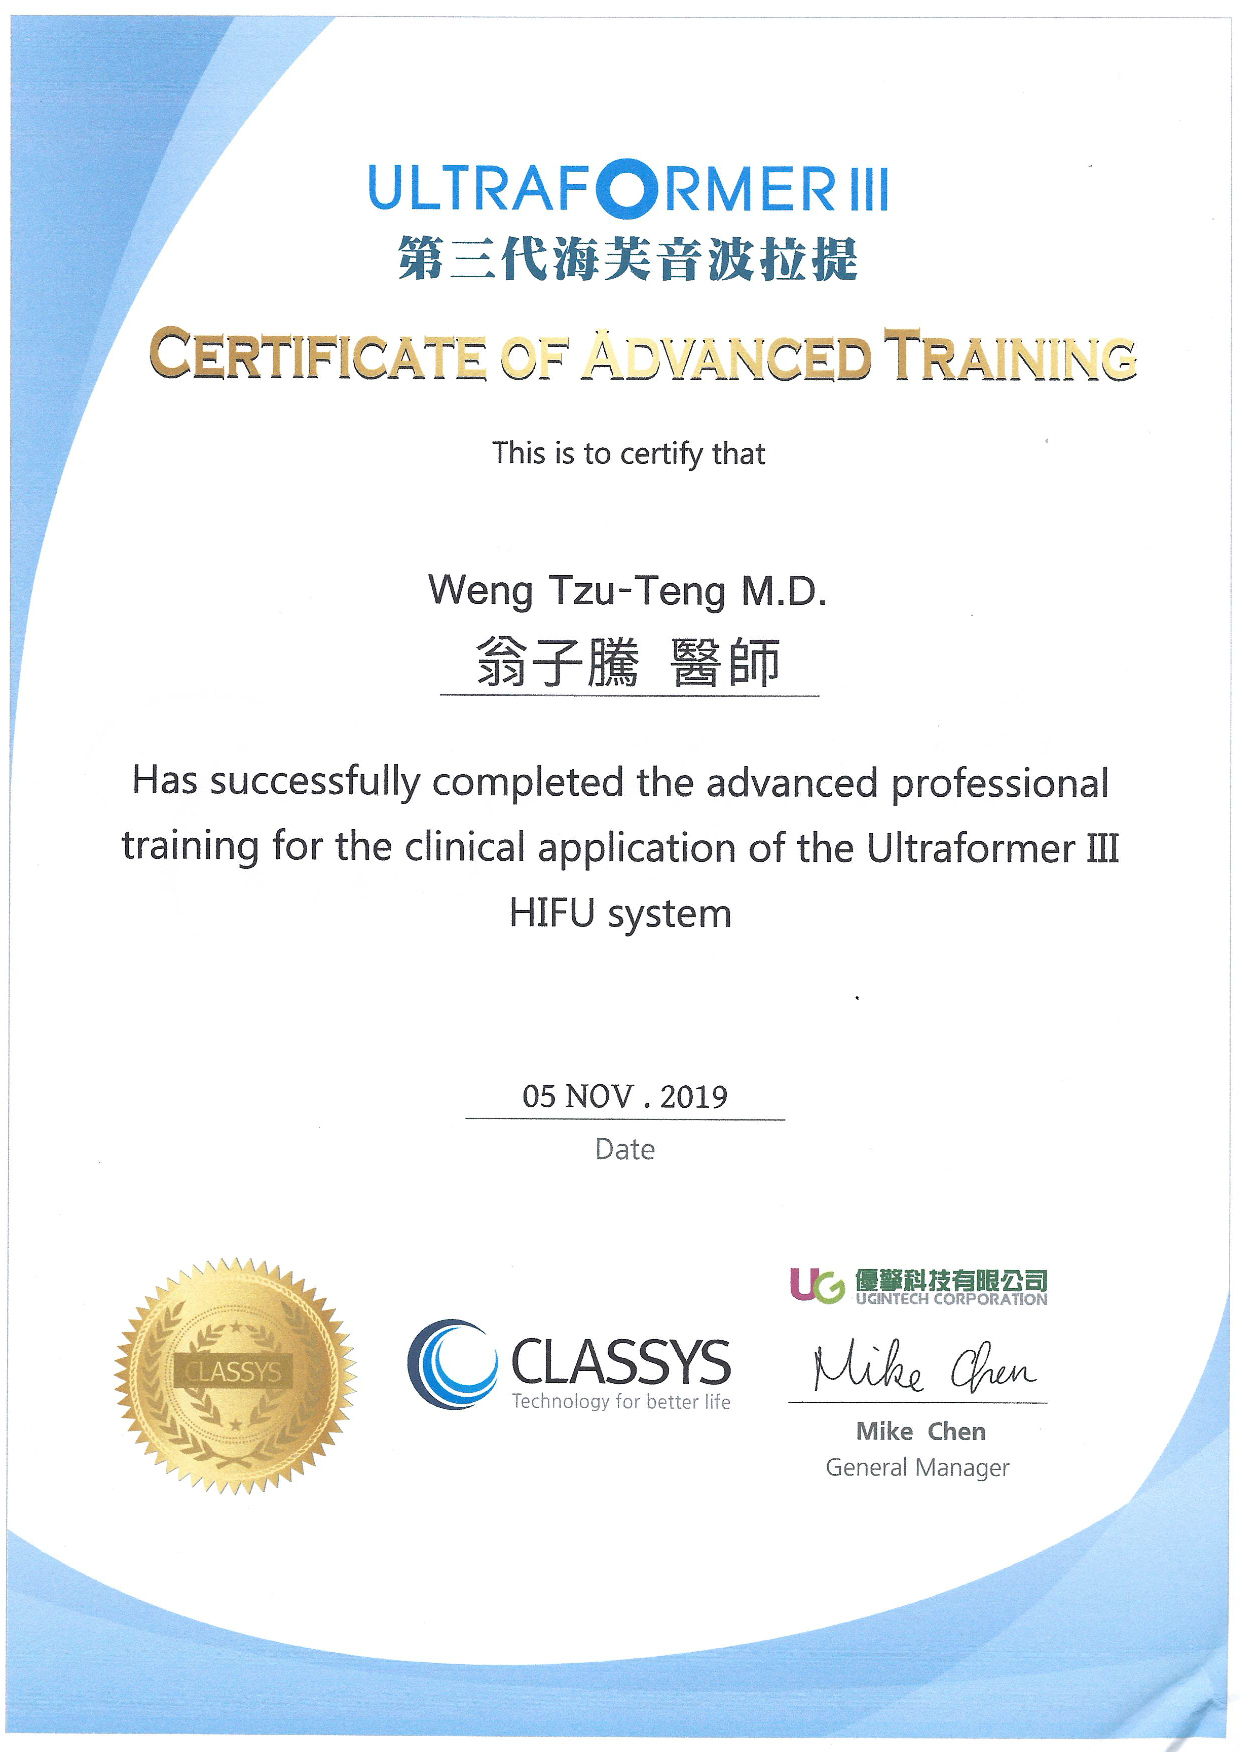 ULTRAFORMER III
第三代海芙音波拉提
CERTIFICATE OF ADVANCED TRAINING
This is to certify that
Weng Tzu-Teng M.D.
翁子騰 醫師
Has successfully completed the advanced professional
training for the clinical application of the Ultraformer III
HIFU system
05 NOV . 2019
Date
CLASSYS
CLASSYS
Technology for better life
UG 優擎科技有限公司
UGINTECH CORPORATION
Mike Chen
Mike Chen
General Manager